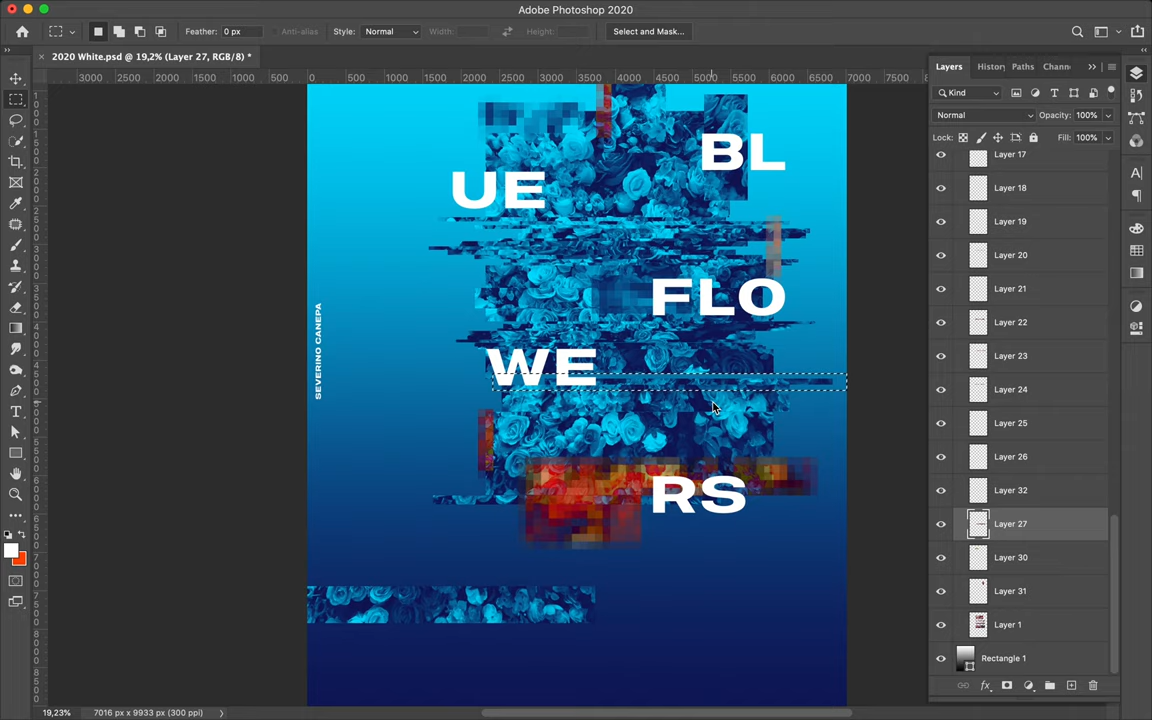 Adobe Photoshop 2020
Feather: 0 px
Anti-alias
Style: Normal
Width:
Height:
Select and Mask...
2020 White.psd @ 19,2% (Layer 27, RGB/8) *
3000 2500 2000 1500 1000 500 0 500 1000 1500 2000 2500 3000 3500 4000 4500 5000 5500 6000 6500 7000 7500
BL
UE
FLO
WE
RS
SEVERINO CANEPA
Layers Histor Paths Chann
Kind
Normal Opacity: 100%
Lock: Fill: 100%
Layer 17
Layer 18
Layer 19
Layer 20
Layer 21
Layer 22
Layer 23
Layer 24
Layer 25
Layer 26
Layer 32
Layer 27
Layer 30
Layer 31
Layer 1
Rectangle 1
19,23% 7016 px x 9933 px (300 ppi)